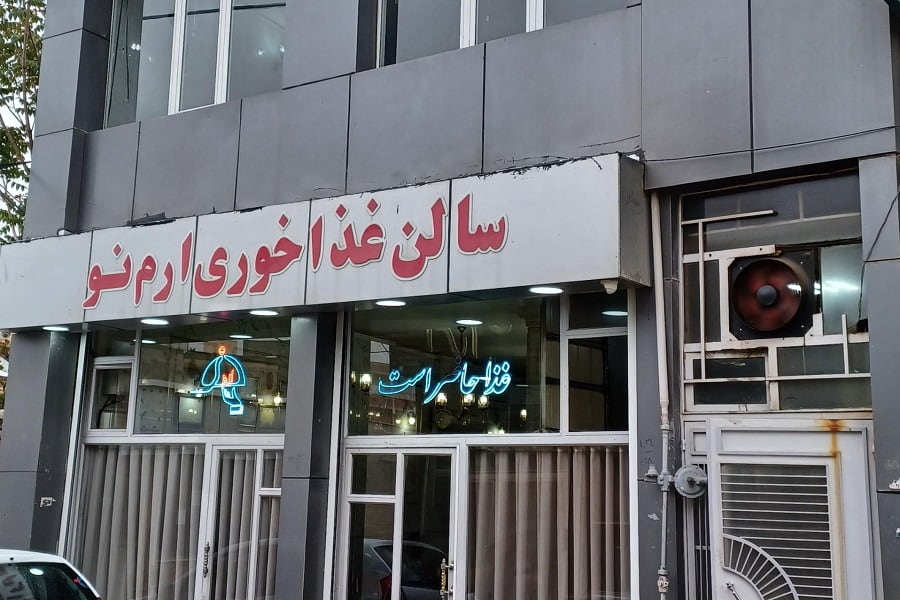 سالن غذاخوری ارم نو
غذا حاضر است